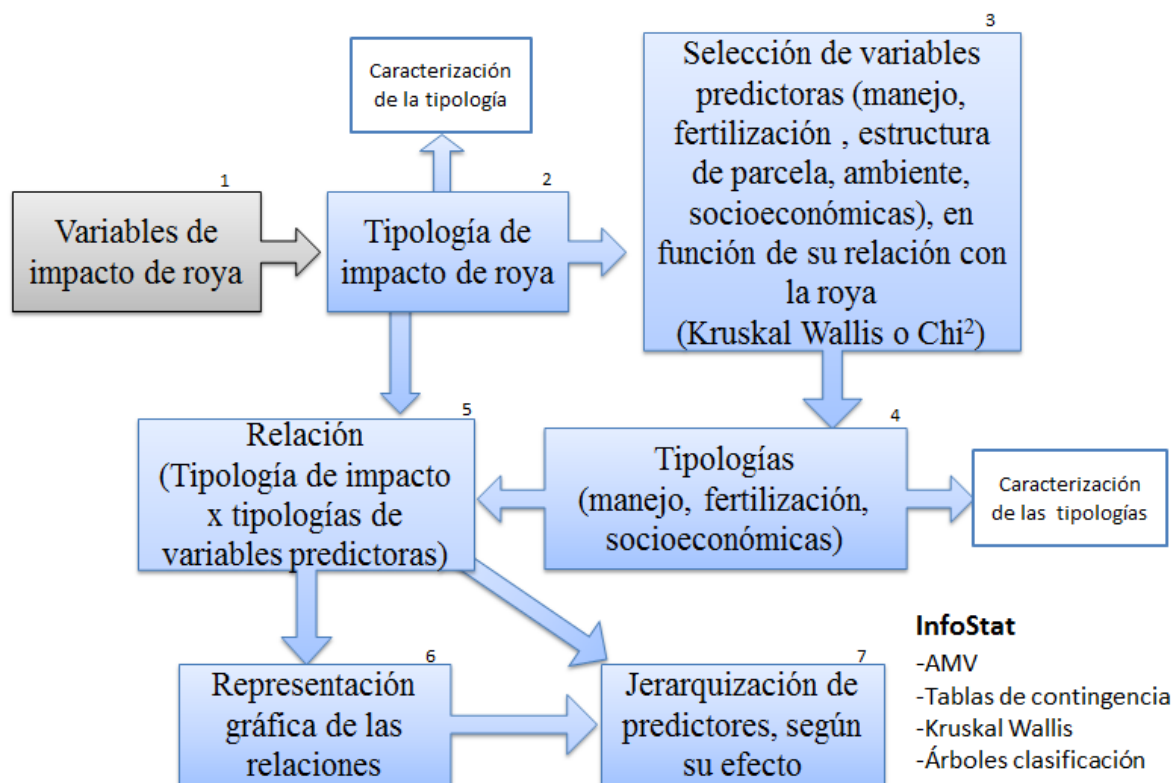 Caracterización
de la tipología
3
Selección de variables
predictoras (manejo,
fertilización , estructura
de parcela, ambiente,
socioeconómicas), en
función de su relación con
la roya
(Kruskal Wallis o Chi²)
1
Variables de
impacto de roya
2
Tipología de
impacto de roya
5
Relación
(Tipología de impacto
x tipologías de
variables predictoras)
4
Tipologías
(manejo, fertilización,
socioeconómicas)
Caracterización
de las tipologías
6
Representación
gráfica de las
relaciones
7
Jerarquización de
predictores, según
su efecto
InfoStat
-AMV
-Tablas de contingencia
-Kruskal Wallis
-Árboles clasificación